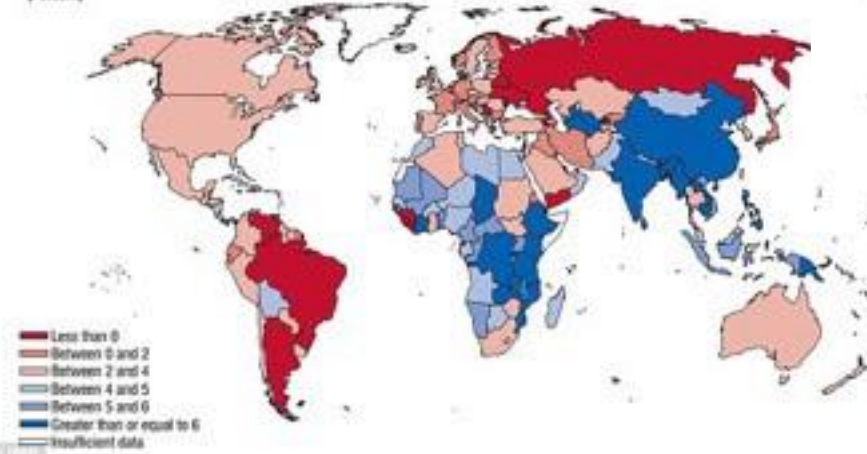 Less than 0
Between 0 and 2
Between 2 and 4
Between 4 and 5
Between 5 and 6
Greater than or equal to 6
Insufficient data